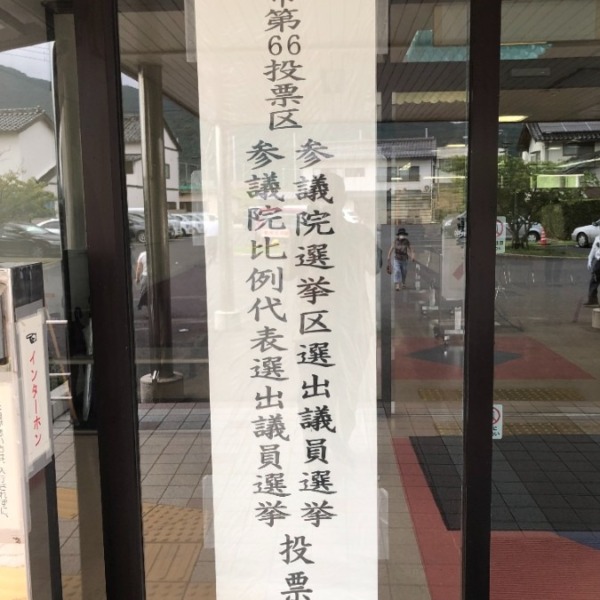 市第66投票区
参議院選挙区選出議員選挙
参議院比例代表選出議員選挙
投票
インターホン